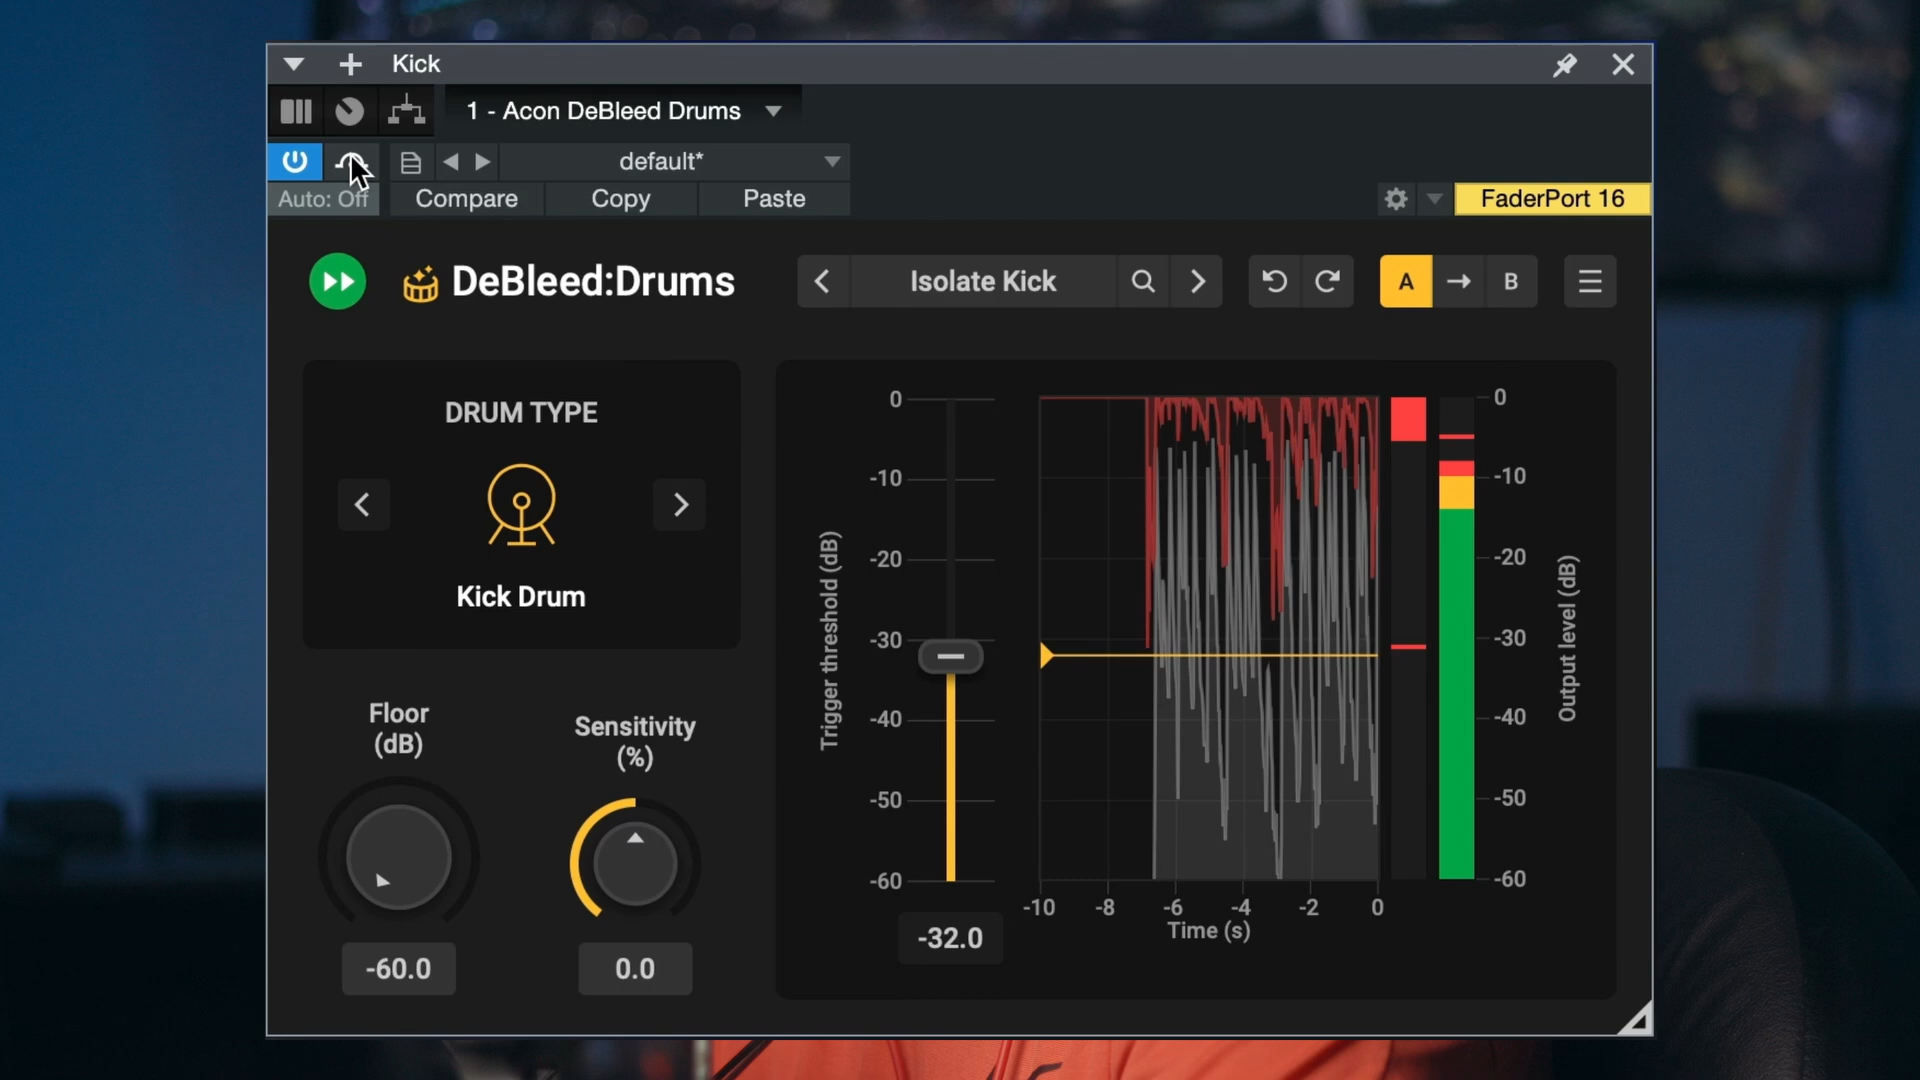 Kick
1 - Acon DeBleed Drums
default*
Auto: Off
Compare
Copy
Paste
FaderPort 16
DeBleed:Drums
Isolate Kick
A
B
DRUM TYPE
Kick Drum
Floor
(dB)
-60.0
Sensitivity
(%)
0.0
Trigger threshold (dB)
0
-10
-20
-30
-40
-50
-60
-32.0
-10 -8 -6 -4 -2 0
Time (s)
0
-10
-20
-30
-40
-50
-60
Output level (dB)